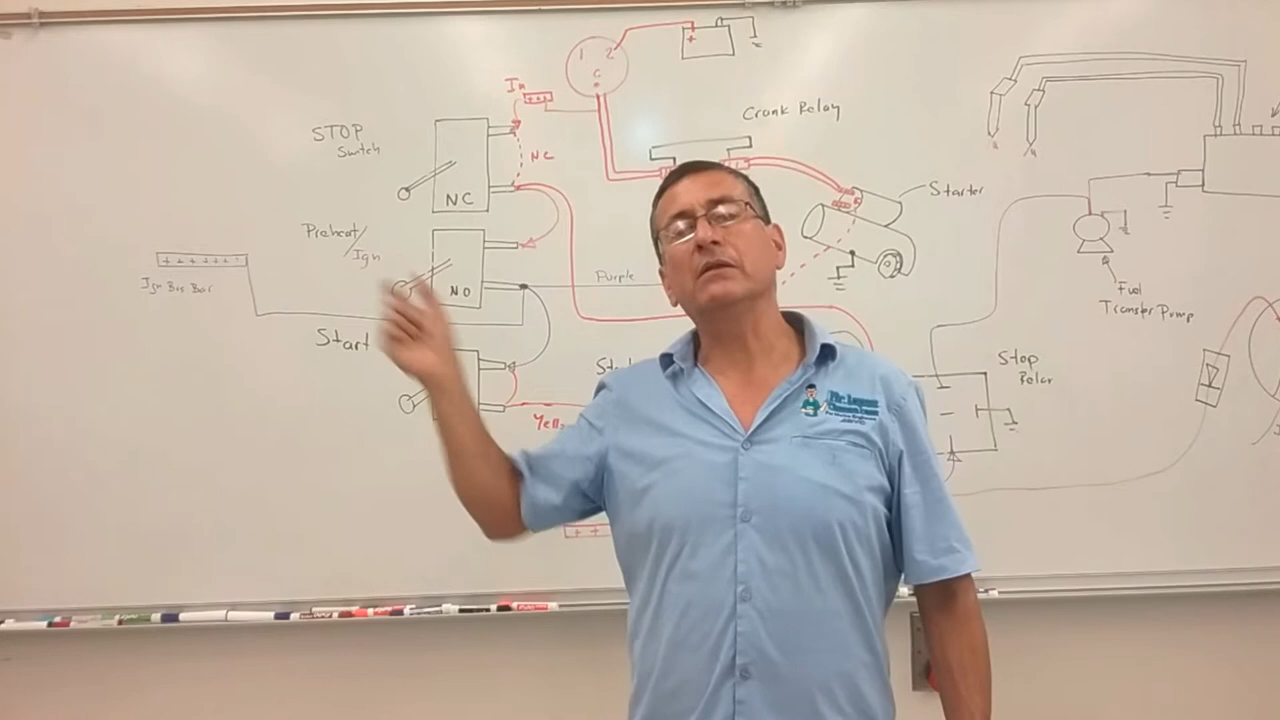 STOP
Switch
NC
NC
In
+++
1 2
C
+
Crank Relay
Starter
Preheat/
Ign
NO
Purple
+ + + + + + +
Ign Bus Bar
Start
Fuel
Transfer Pump
Stop
Relay
+ +